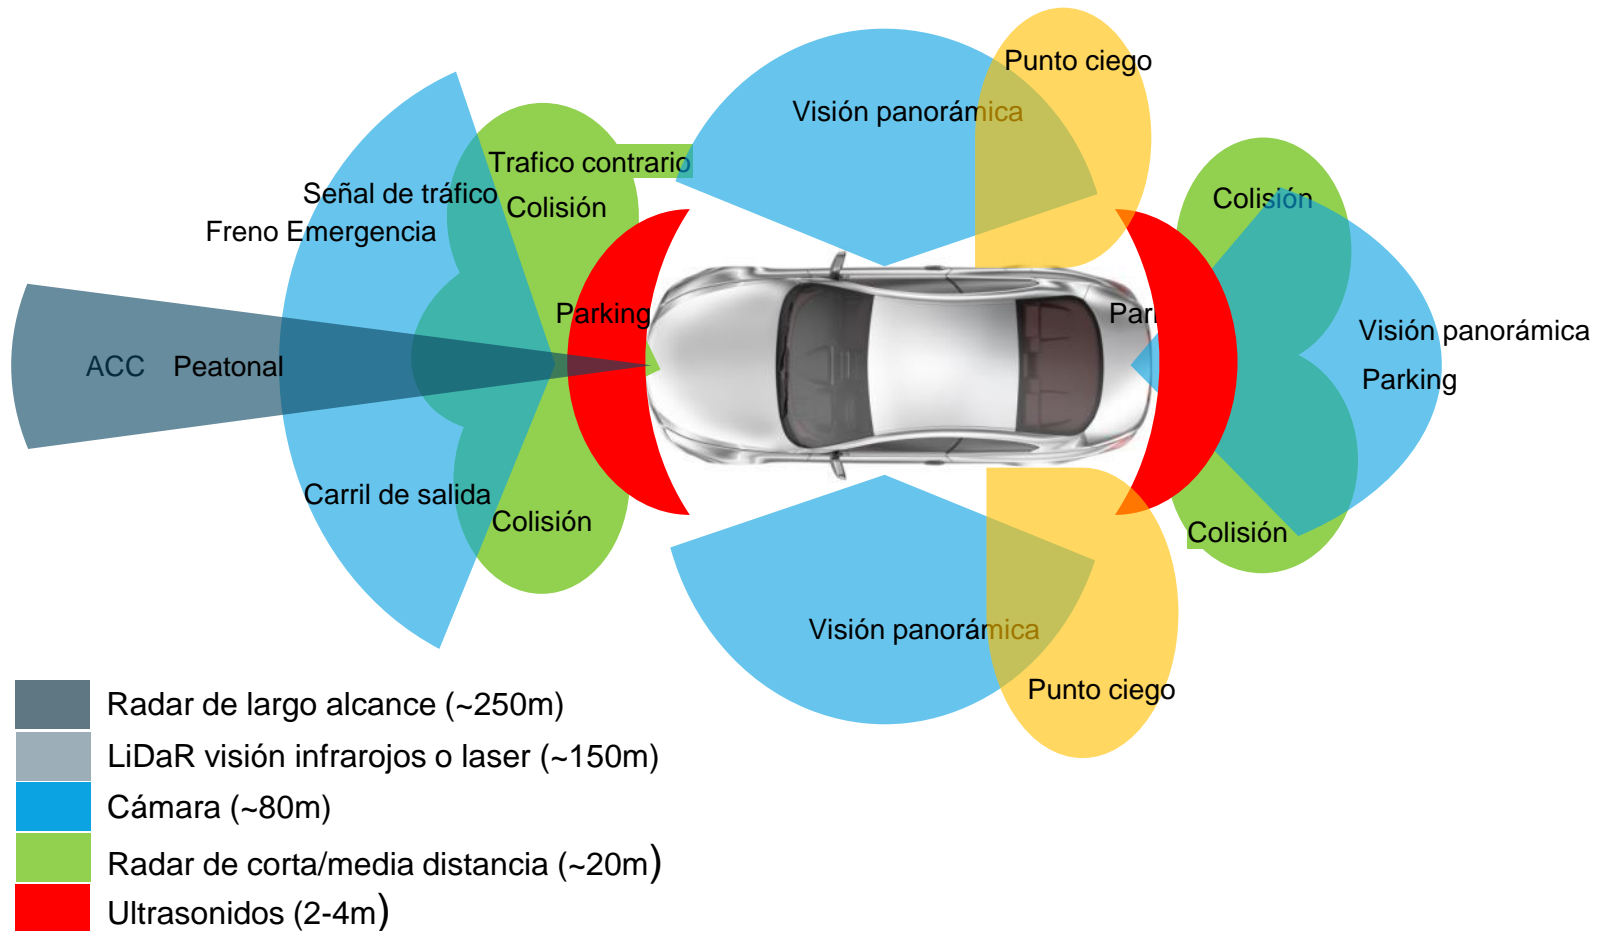 Punto ciego
Visión panorámica
Trafico contrario
Señal de tráfico
Colisión
Colisión
Freno Emergencia
Parking
Visión panorámica
ACC Peatonal
Parking
Carril de salida
Colisión
Colisión
Visión panorámica
Punto ciego
Radar de largo alcance (~250m)
LiDaR visión infrarojos o laser (~150m)
Cámara (~80m)
Radar de corta/media distancia (~20m)
Ultrasonidos (2-4m)